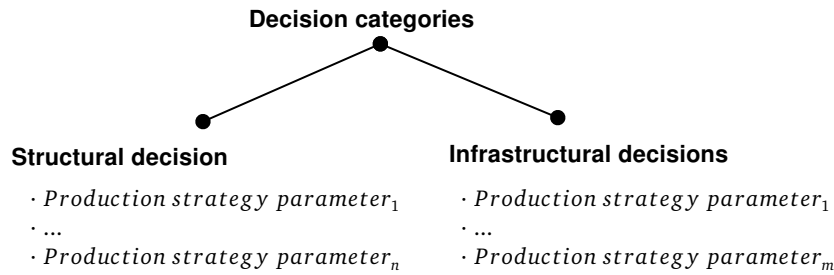 Decision categories
Structural decision
· Production strategy parameter₁
· ...
· Production strategy parameterₙ
Infrastructural decisions
· Production strategy parameter₁
· ...
· Production strategy parameterₘ